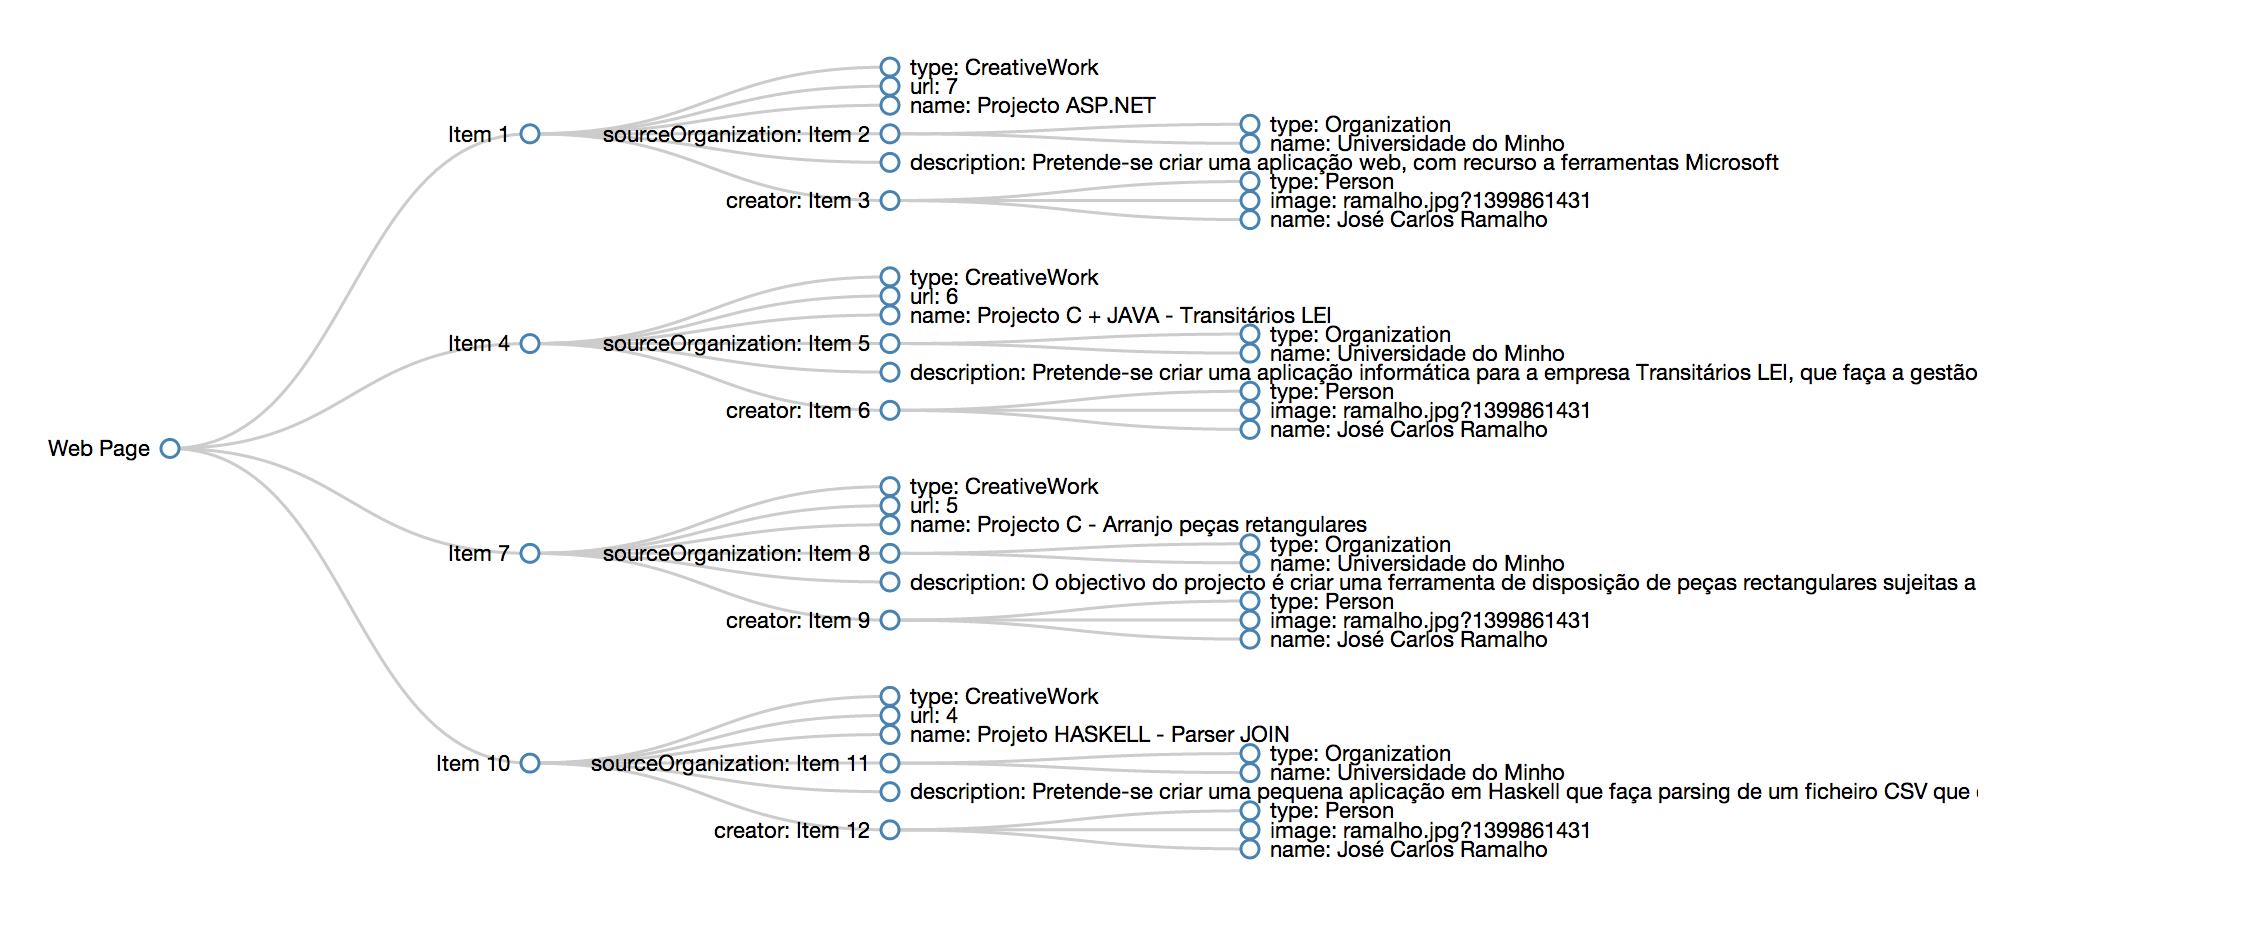 Web Page
Item 1
type: CreativeWork
url: 7
name: Projecto ASP.NET
sourceOrganization: Item 2
type: Organization
name: Universidade do Minho
description: Pretende-se criar uma aplicação web, com recurso a ferramentas Microsoft
creator: Item 3
type: Person
image: ramalho.jpg?1399861431
name: José Carlos Ramalho
Item 4
type: CreativeWork
url: 6
name: Projecto C + JAVA - Transitários LEI
sourceOrganization: Item 5
type: Organization
name: Universidade do Minho
description: Pretende-se criar uma aplicação informática para a empresa Transitários LEI, que faça a gestão
creator: Item 6
type: Person
image: ramalho.jpg?1399861431
name: José Carlos Ramalho
Item 7
type: CreativeWork
url: 5
name: Projecto C - Arranjo peças retangulares
sourceOrganization: Item 8
type: Organization
name: Universidade do Minho
description: O objectivo do projecto é criar uma ferramenta de disposição de peças rectangulares sujeitas a
creator: Item 9
type: Person
image: ramalho.jpg?1399861431
name: José Carlos Ramalho
Item 10
type: CreativeWork
url: 4
name: Projeto HASKELL - Parser JOIN
sourceOrganization: Item 11
type: Organization
name: Universidade do Minho
description: Pretende-se criar uma pequena aplicação em Haskell que faça parsing de um ficheiro CSV que
creator: Item 12
type: Person
image: ramalho.jpg?1399861431
name: José Carlos Ramalho